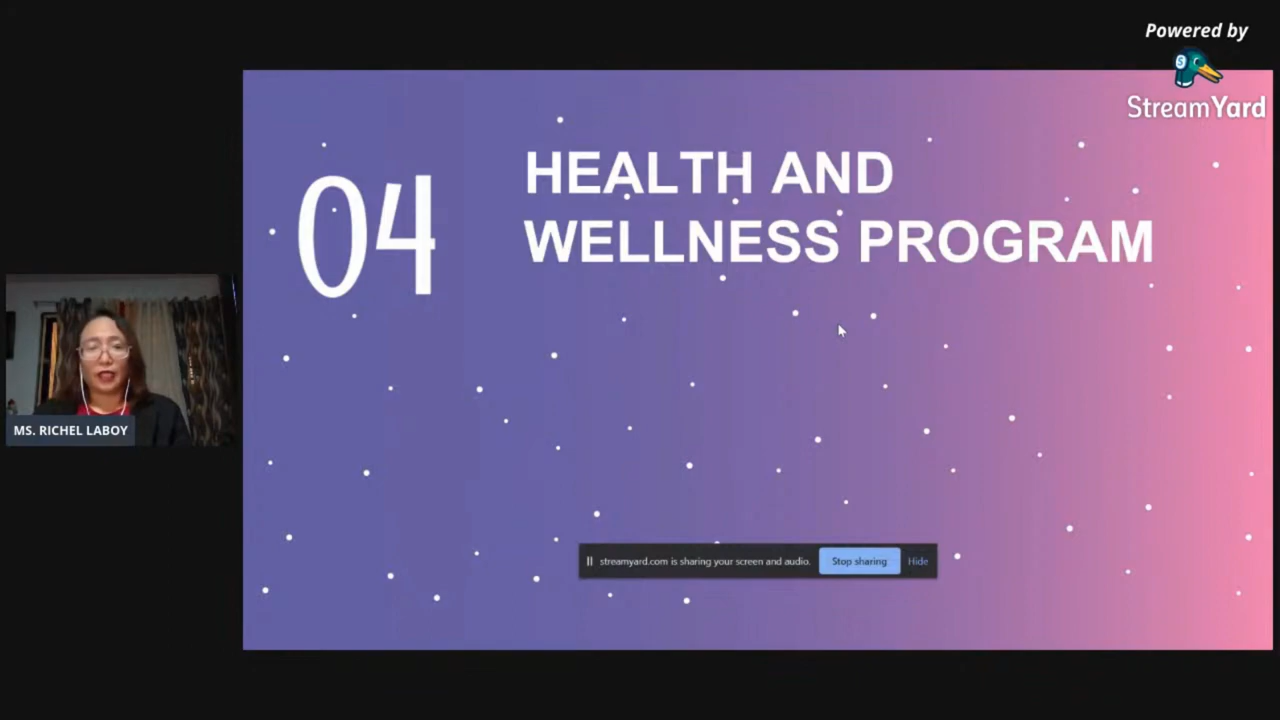 Powered by
StreamYard
04
HEALTH AND
WELLNESS PROGRAM
MS. RICHEL LABOY
streamyard.com is sharing your screen and audio.
Stop sharing
Hide